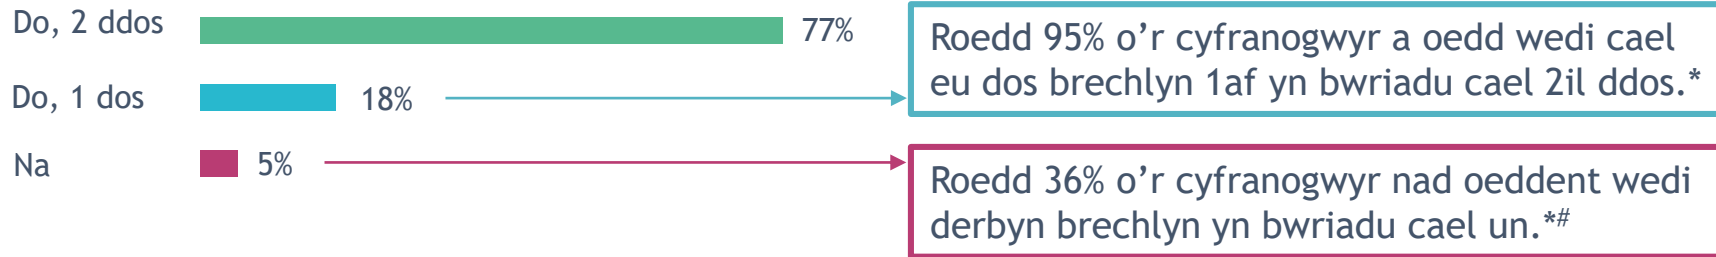 Do, 2 ddos
77%
Roedd 95% o’r cyfranogwyr a oedd wedi cael
eu dos brechlyn 1af yn bwriadu cael 2il ddos.*
Do, 1 dos
18%
Na
5%
Roedd 36% o’r cyfranogwyr nad oeddent wedi
derbyn brechlyn yn bwriadu cael un.*#